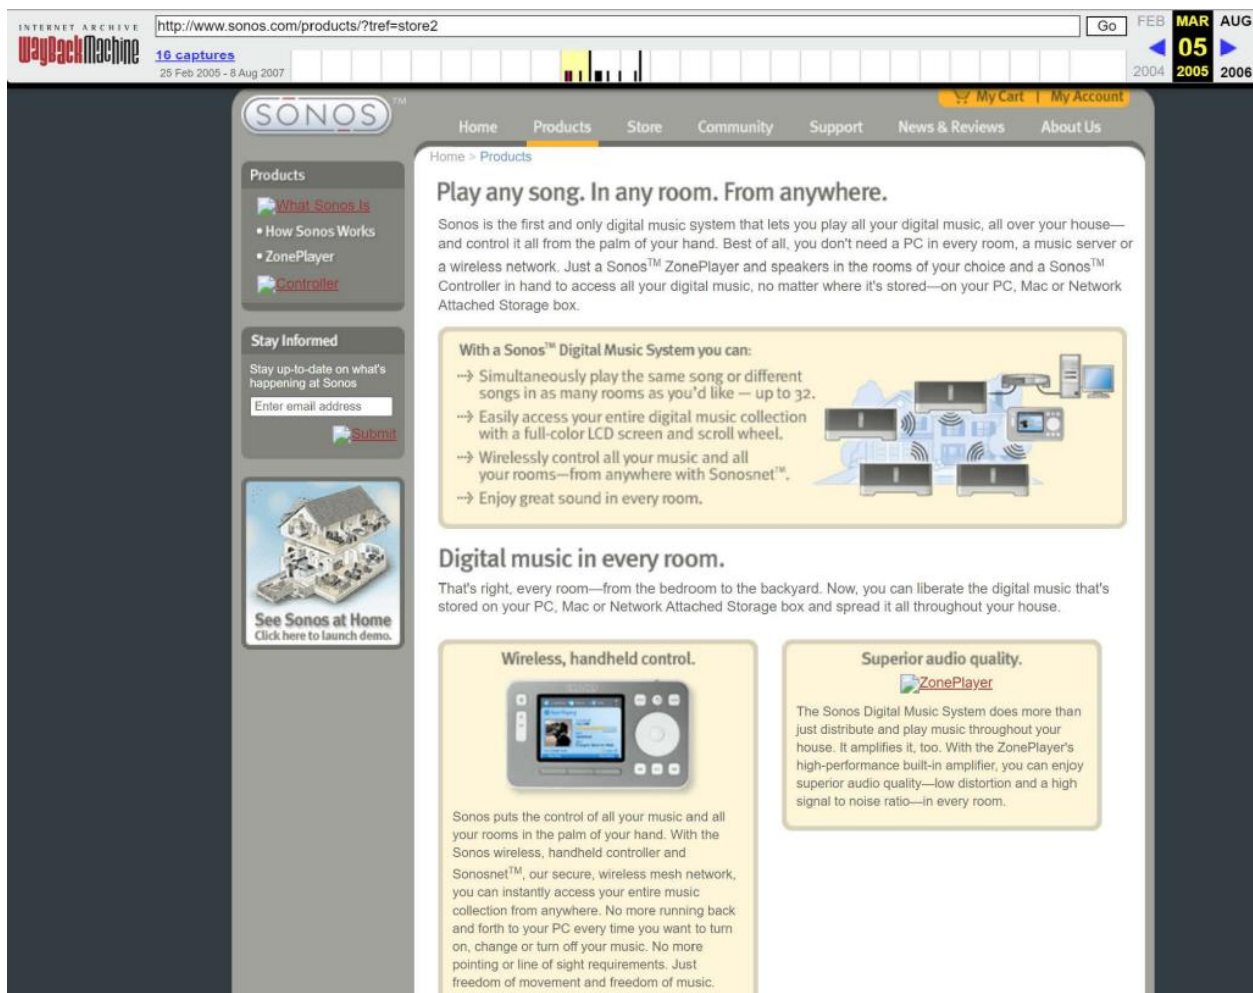 INTERNET ARCHIVE
WayBackMachine
http://www.sonos.com/products/?tref=store2
Go
FEB
MAR
AUG
16 captures
05
25 Feb 2005 - 8 Aug 2007
2004
2005
2006
SONOS™
My Cart | My Account
Home
Products
Store
Community
Support
News & Reviews
About Us
Home > Products
Products
What Sonos Is
• How Sonos Works
• ZonePlayer
Controller
Stay Informed
Stay up-to-date on what's
happening at Sonos
Enter email address
Submit
See Sonos at Home
Click here to launch demo.
Play any song. In any room. From anywhere.
Sonos is the first and only digital music system that lets you play all your digital music, all over your house—
and control it all from the palm of your hand. Best of all, you don't need a PC in every room, a music server or
a wireless network. Just a Sonos™ ZonePlayer and speakers in the rooms of your choice and a Sonos™
Controller in hand to access all your digital music, no matter where it's stored—on your PC, Mac or Network
Attached Storage box.
With a Sonos™ Digital Music System you can:
Simultaneously play the same song or different
songs in as many rooms as you'd like — up to 32.
Easily access your entire digital music collection
with a full-color LCD screen and scroll wheel.
Wirelessly control all your music and all
your rooms—from anywhere with Sonosnet™.
Enjoy great sound in every room.
Digital music in every room.
That's right, every room—from the bedroom to the backyard. Now, you can liberate the digital music that's
stored on your PC, Mac or Network Attached Storage box and spread it all throughout your house.
Wireless, handheld control.
Sonos puts the control of all your music and all
your rooms in the palm of your hand. With the
Sonos wireless, handheld controller and
Sonosnet™, our secure, wireless mesh network,
you can instantly access your entire music
collection from anywhere. No more running back
and forth to your PC every time you want to turn
on, change or turn off your music. No more
pointing or line of sight requirements. Just
freedom of movement and freedom of music.
Superior audio quality.
ZonePlayer
The Sonos Digital Music System does more than
just distribute and play music throughout your
house. It amplifies it, too. With the ZonePlayer's
high-performance built-in amplifier, you can enjoy
superior audio quality—low distortion and a high
signal to noise ratio—in every room.